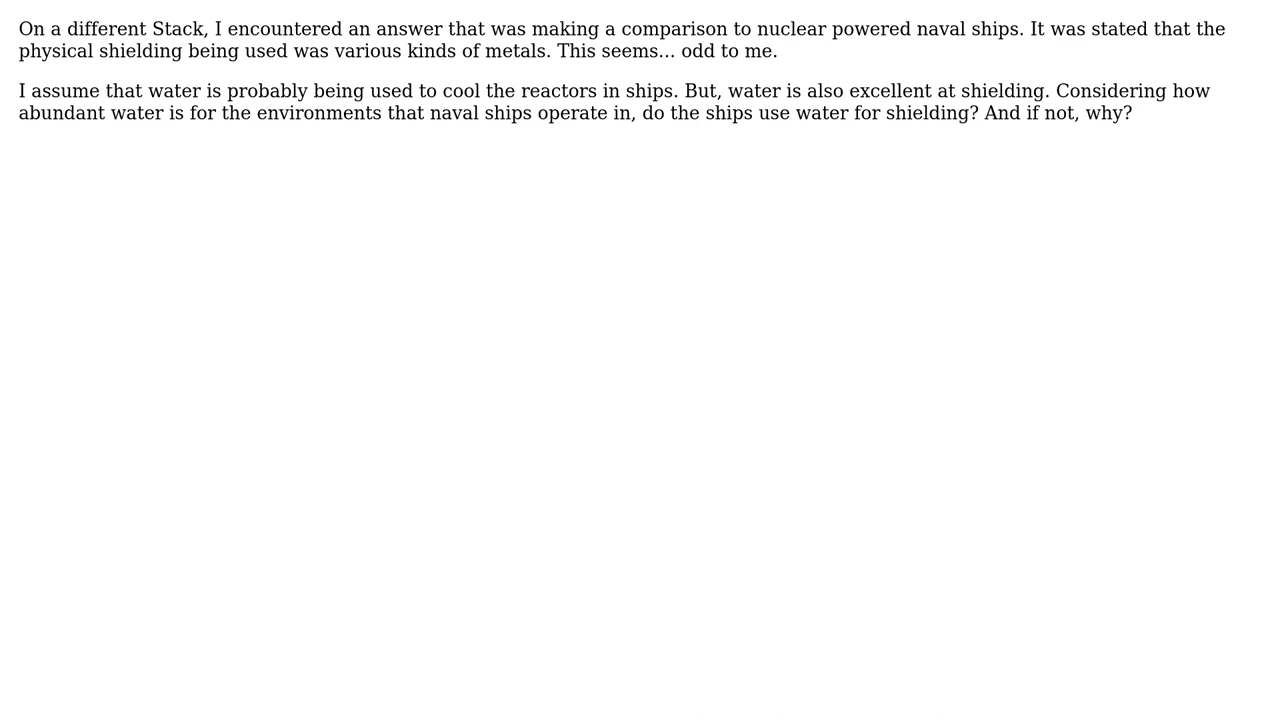 On a different Stack, I encountered an answer that was making a comparison to nuclear powered naval ships. It was stated that the
physical shielding being used was various kinds of metals. This seems... odd to me.
I assume that water is probably being used to cool the reactors in ships. But, water is also excellent at shielding. Considering how
abundant water is for the environments that naval ships operate in, do the ships use water for shielding? And if not, why?